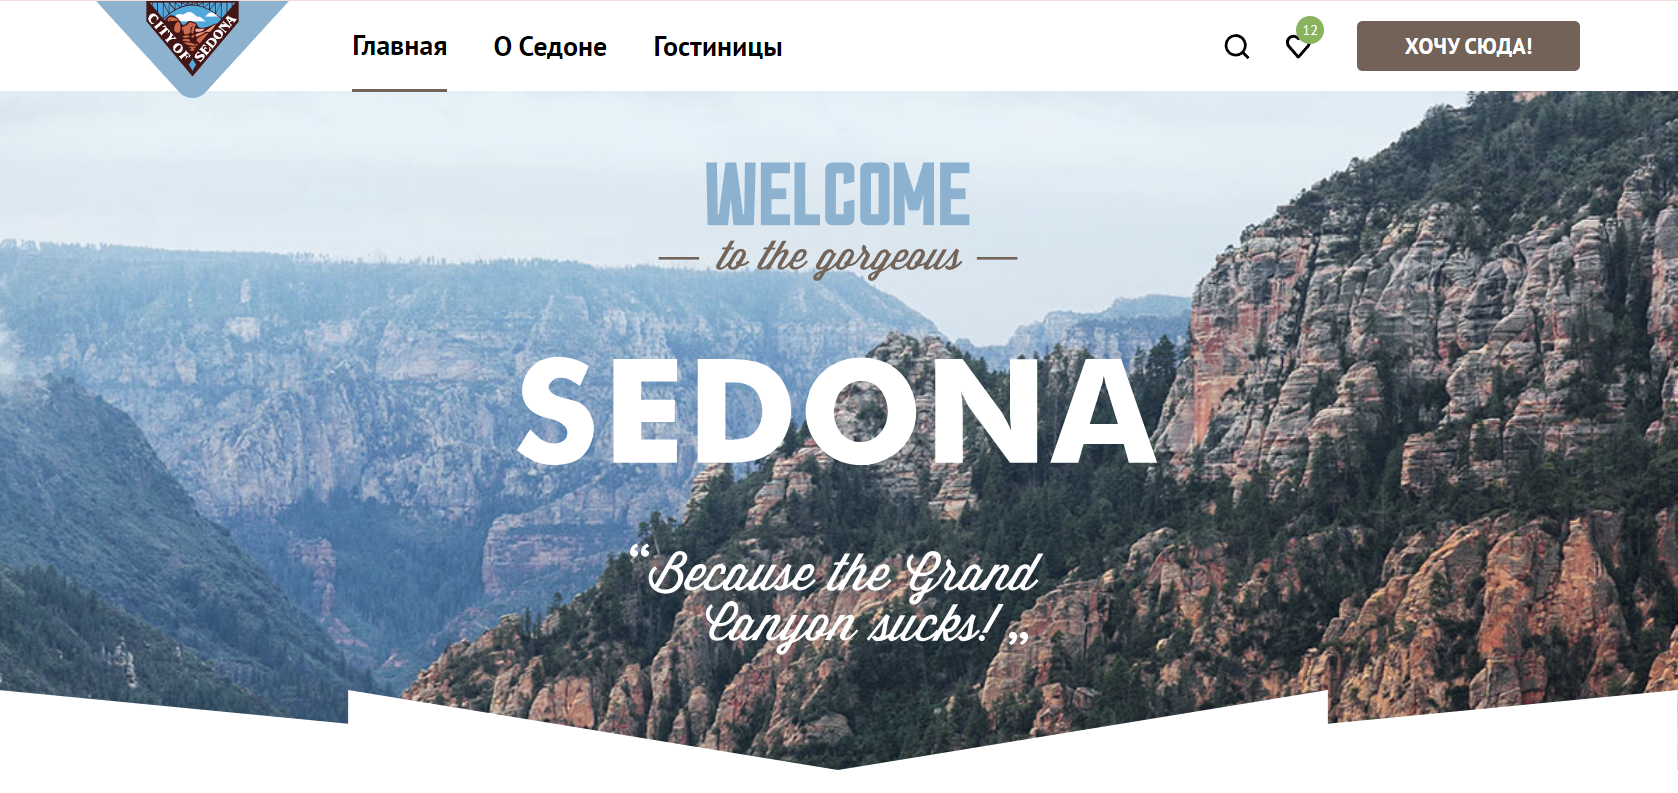 CITY OF SEDONA
Главная О Седоне Гостиницы 12 ХОЧУ СЮДА!
WELCOME
to the gorgeous
SEDONA
“Because the Grand
Canyon sucks!„